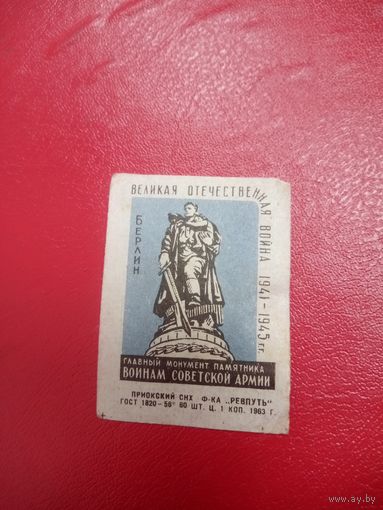 ВЕЛИКАЯ ОТЕЧЕСТВЕННАЯ ВОЙНА 1941-1945 ГГ.
БЕРЛИН
ГЛАВНЫЙ МОНУМЕНТ ПАМЯТНИКА
ВОИНАМ СОВЕТСКОЙ АРМИИ
ПРИОКСКИЙ СНХ Ф-КА „РЕВПУТЬ"
ГОСТ 1820-56* 60 ШТ. Ц. 1 КОП. 1963 Г.
ay.by